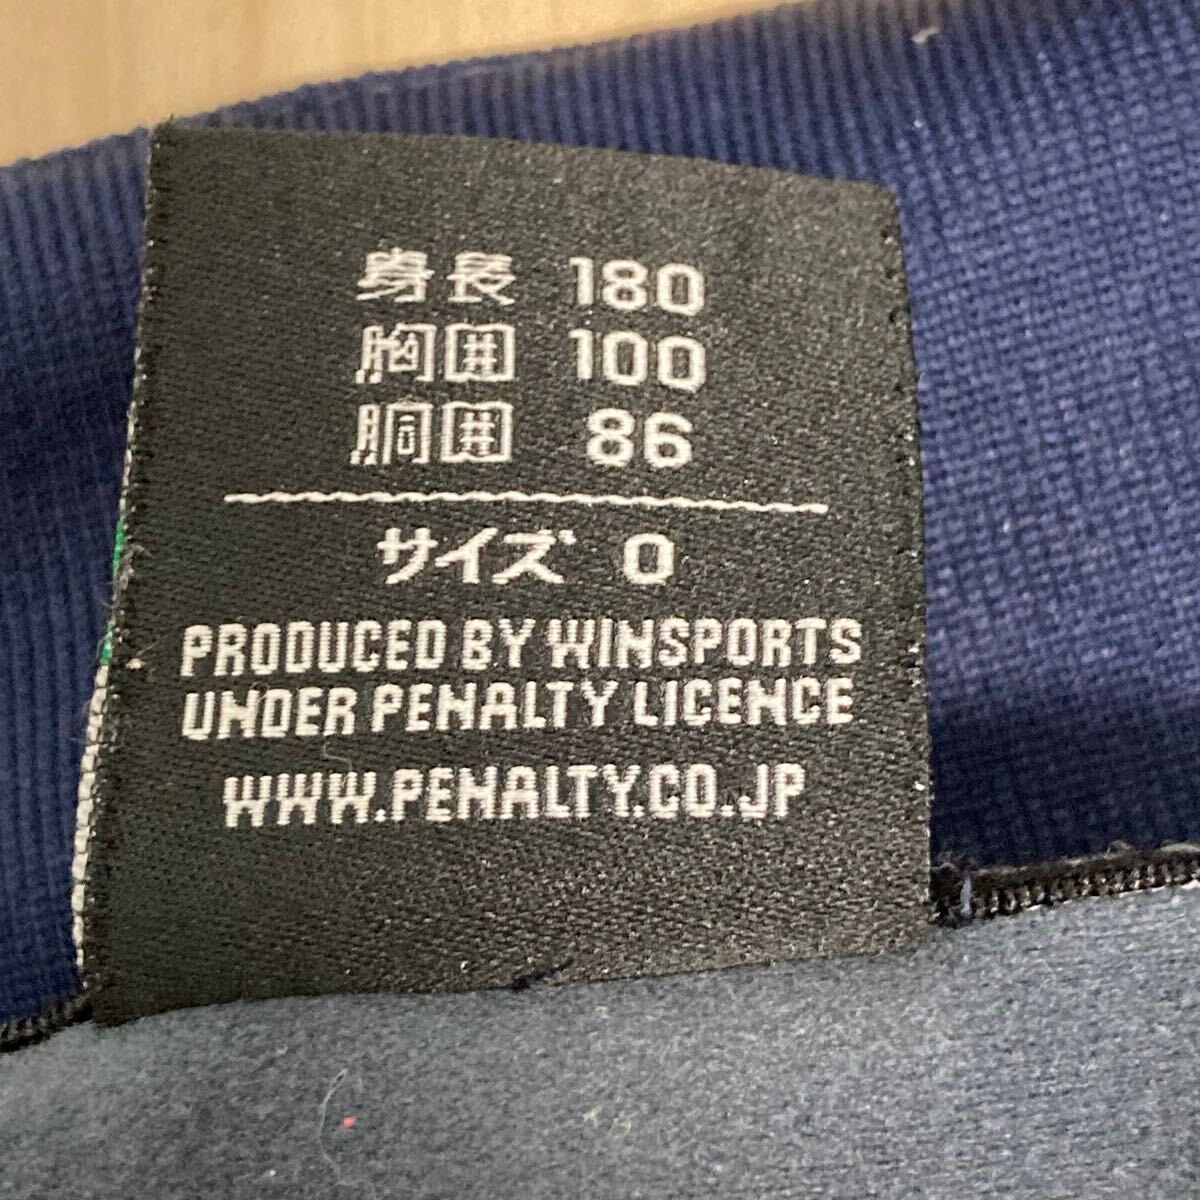 身長 180
胸囲 100
胴囲 86
サイズ O
PRODUCED BY WINSPORTS
UNDER PENALTY LICENCE
WWW.PENALTY.CO.JP